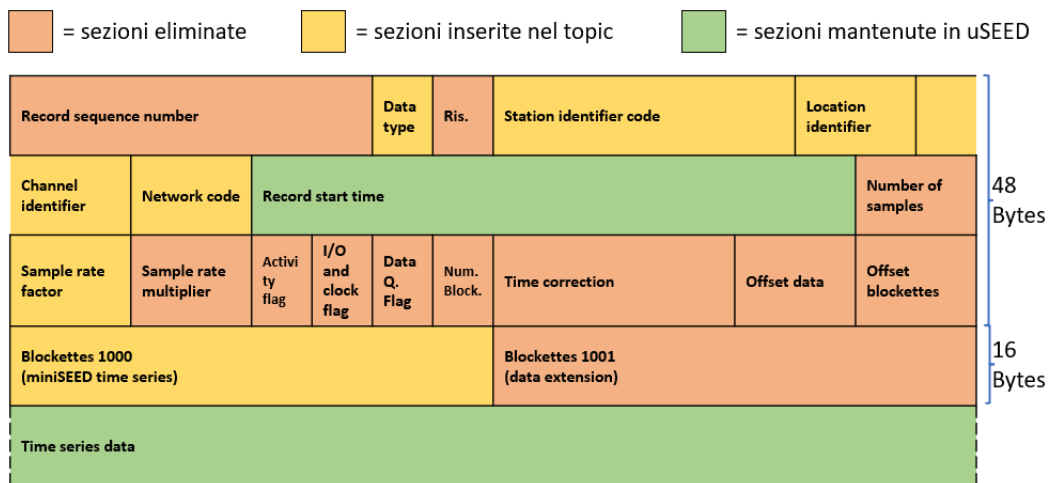 = sezioni eliminate
= sezioni inserite nel topic
= sezioni mantenute in uSEED
Record sequence number
Data
type
Ris.
Station identifier code
Location
identifier
Channel
identifier
Network code
Record start time
Number of
samples
48
Bytes
Sample rate
factor
Sample rate
multiplier
Activi
ty
flag
I/O
and
clock
flag
Data
Q.
Flag
Num.
Block.
Time correction
Offset data
Offset
blockettes
Blockettes 1000
(miniSEED time series)
Blockettes 1001
(data extension)
16
Bytes
Time series data